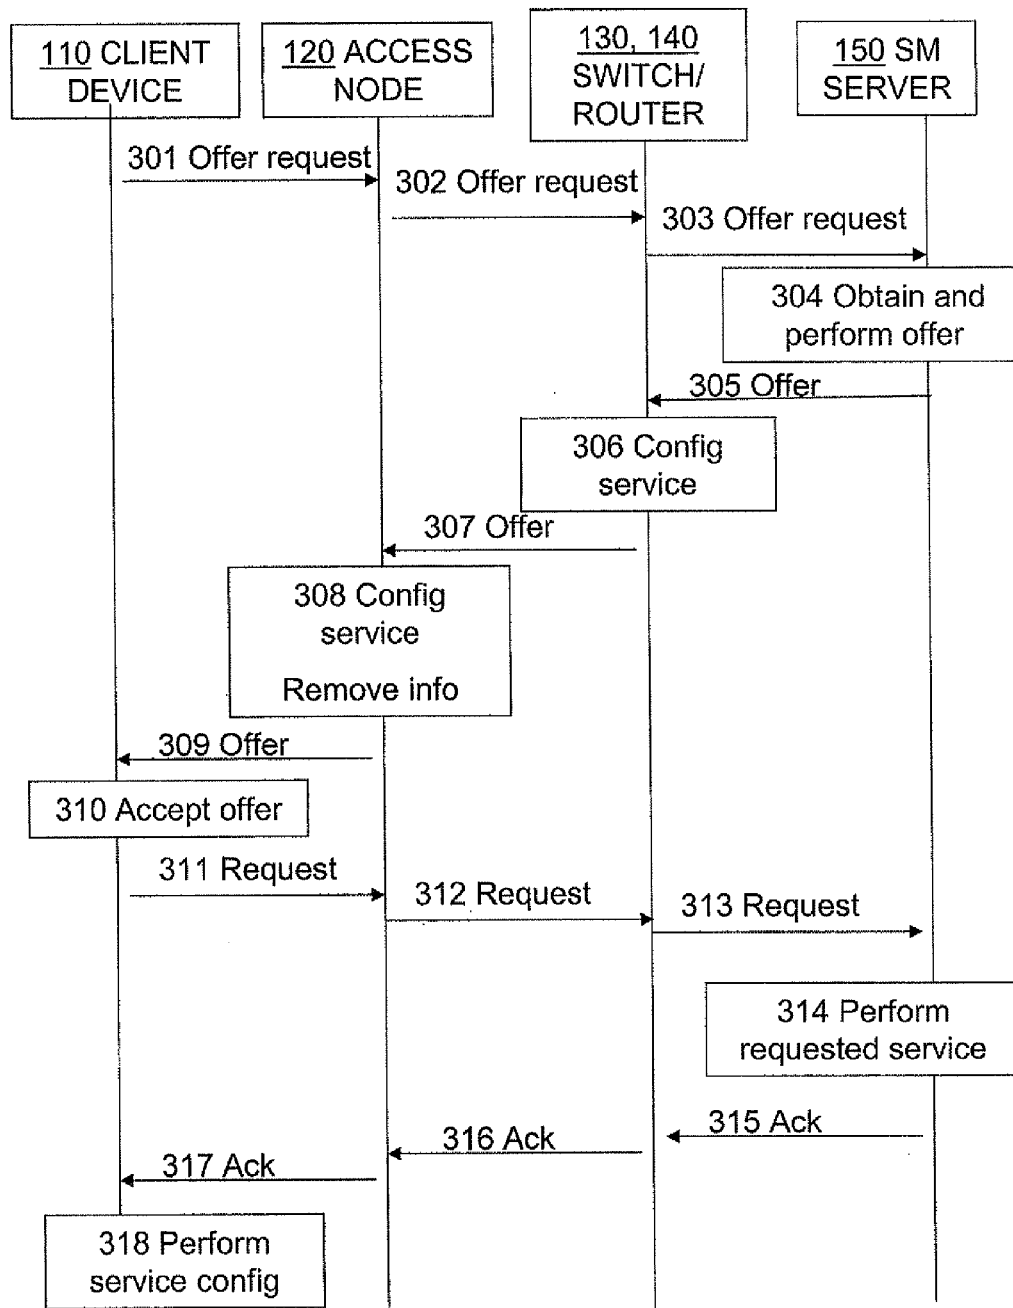 110 CLIENT
DEVICE
120 ACCESS
NODE
130, 140
SWITCH/
ROUTER
150 SM
SERVER
301 Offer request
302 Offer request
303 Offer request
304 Obtain and
perform offer
305 Offer
306 Config
service
307 Offer
308 Config
service
Remove info
309 Offer
310 Accept offer
311 Request
312 Request
313 Request
314 Perform
requested service
315 Ack
316 Ack
317 Ack
318 Perform
service config